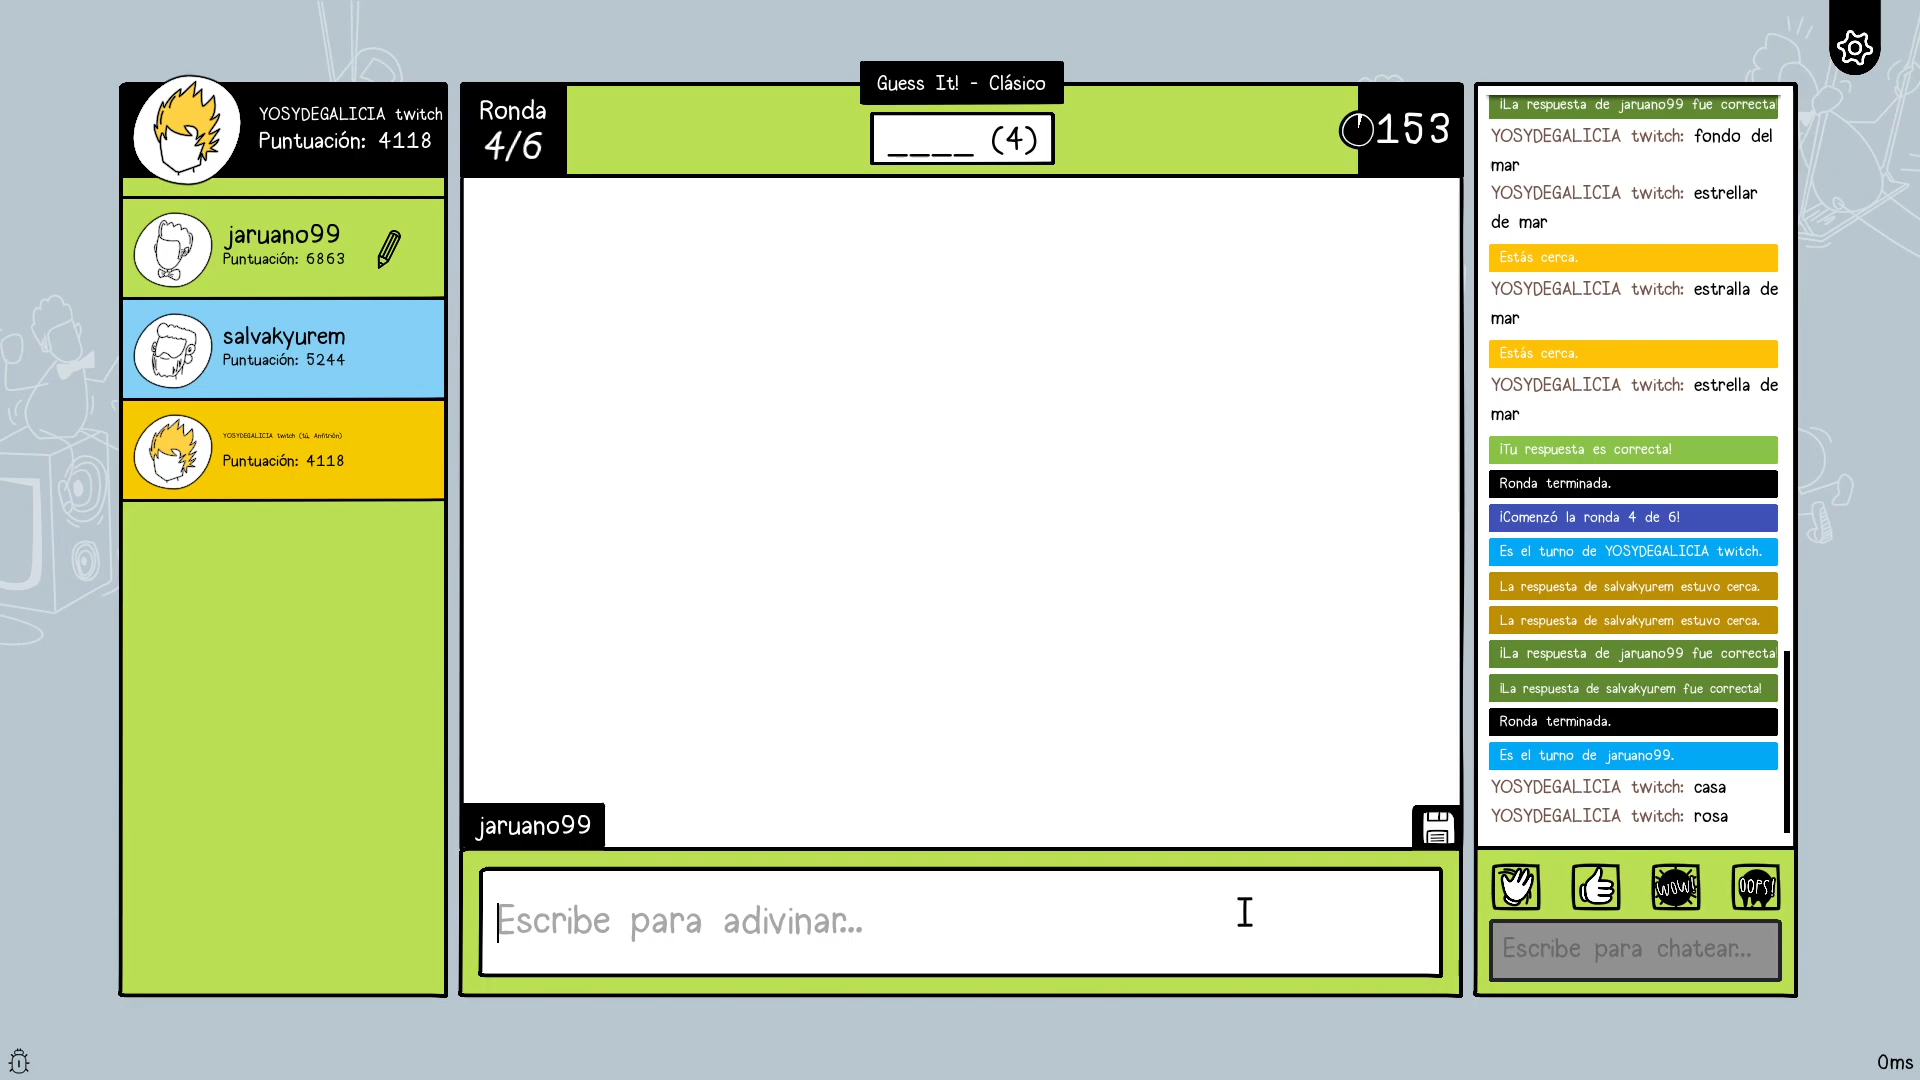 YOSYDEGALICIA twitch
Puntuación: 4118
jaruano99
Puntuación: 6863
salvakyurem
Puntuación: 5244
YOSYDEGALICIA twitch (tú, Anfitrión)
Puntuación: 4118
Ronda
4/6
Guess It! - Clásico
____ (4)
153
jaruano99
Escribe para adivinar...
¡La respuesta de jaruano99 fue correcta
YOSYDEGALICIA twitch: fondo del
mar
YOSYDEGALICIA twitch: estrellar
de mar
Estás cerca.
YOSYDEGALICIA twitch: estralla de
mar
Estás cerca.
YOSYDEGALICIA twitch: estrella de
mar
¡Tu respuesta es correcta!
Ronda terminada.
¡Comenzó la ronda 4 de 6!
Es el turno de YOSYDEGALICIA twitch.
La respuesta de salvakyurem estuvo cerca.
La respuesta de salvakyurem estuvo cerca.
¡La respuesta de jaruano99 fue correcta!
¡La respuesta de salvakyurem fue correcta!
Ronda terminada.
Es el turno de jaruano99.
YOSYDEGALICIA twitch: casa
YOSYDEGALICIA twitch: rosa
WOW!
OOPS!
Escribe para chatear...
0ms